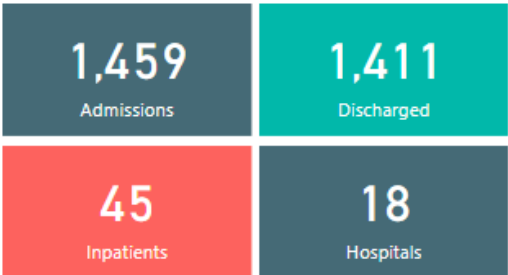 1,459
Admissions
1,411
Discharged
45
Inpatients
18
Hospitals